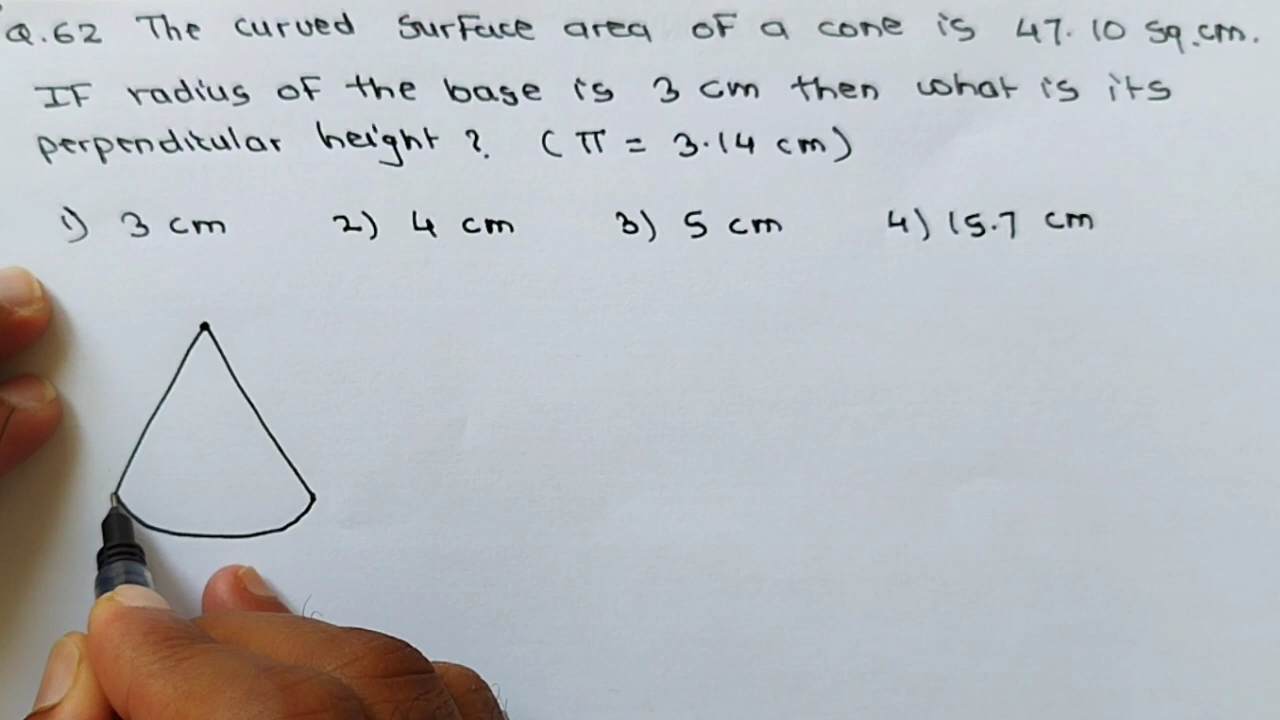 Q.62 The curved surface area of a cone is 47.10 sq.cm.
IF radius of the base is 3 cm then what is its
perpendicular height ? ( π = 3.14 cm )
1) 3 cm 2) 4 cm 3) 5 cm 4) 15.7 cm